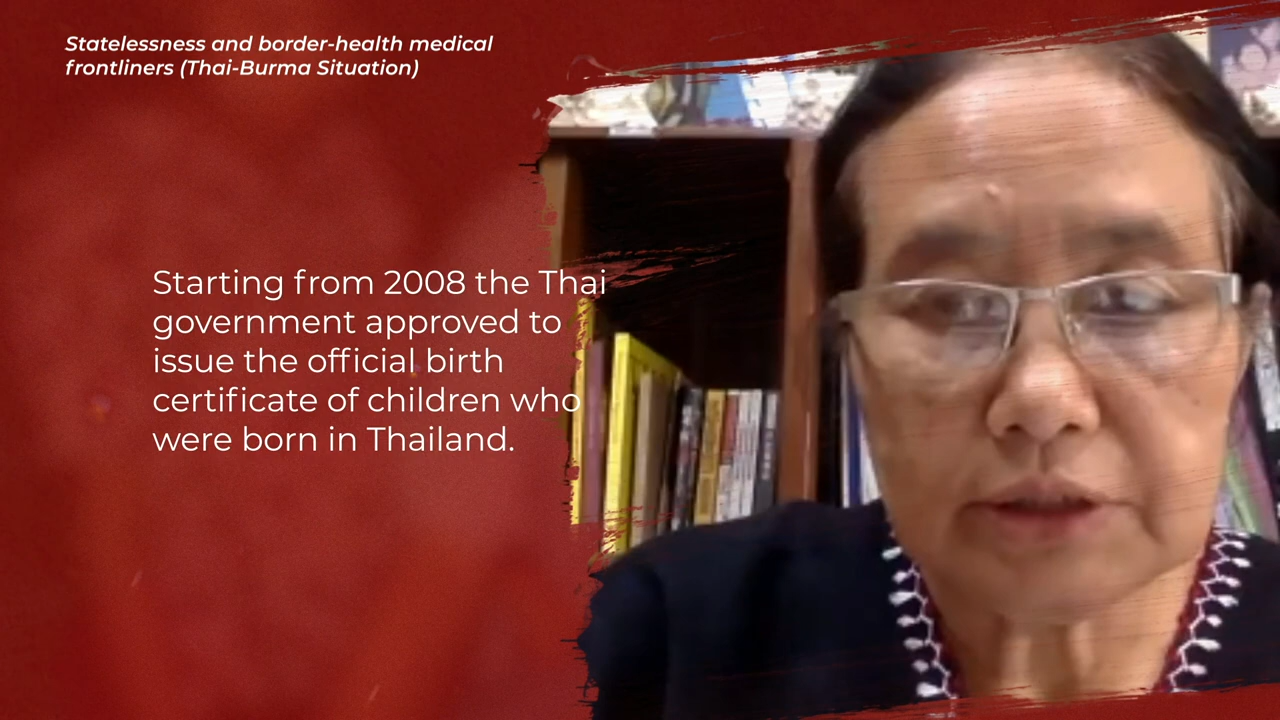 Statelessness and border-health medical
frontliners (Thai-Burma Situation)
Starting from 2008 the Thai
government approved to
issue the official birth
certificate of children who
were born in Thailand.